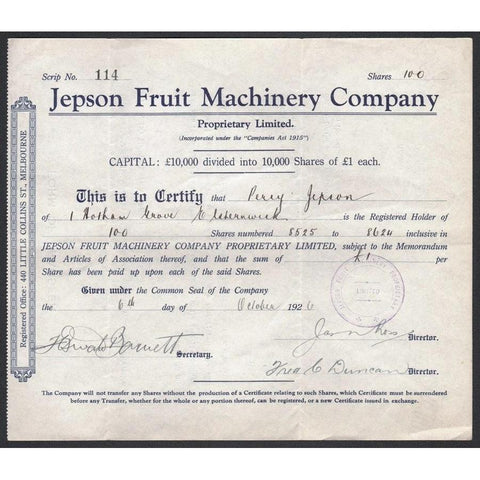 Scrip No. 114 Shares 100
Jepson Fruit Machinery Company
Proprietary Limited.
(Incorporated under the "Companies Act 1915")
CAPITAL: £10,000 divided into 10,000 Shares of £1 each.
This is to Certify that Percy Jepson
of 1 Hotham Grove Elsternwick is the Registered Holder of
100 Shares numbered 8525 to 8624 inclusive in
JEPSON FRUIT MACHINERY COMPANY PROPRIETARY LIMITED, subject to the Memorandum
and Articles of Association thereof, and that the sum of £1 per
Share has been paid up upon each of the said Shares.
Given under the Common Seal of the Company
the 6th day of October 1926
LIMITED
Director.
Barnett Secretary.
Fred C Duncan Director.
The Company will not transfer any Shares without the production of a Certificate relating to such Shares, which Certificate must be surrendered
before any Transfer, whether for the whole or any portion thereof, can be registered, or a new Certificate issued in exchange.
Registered Office: 440 LITTLE COLLINS ST., MELBOURNE